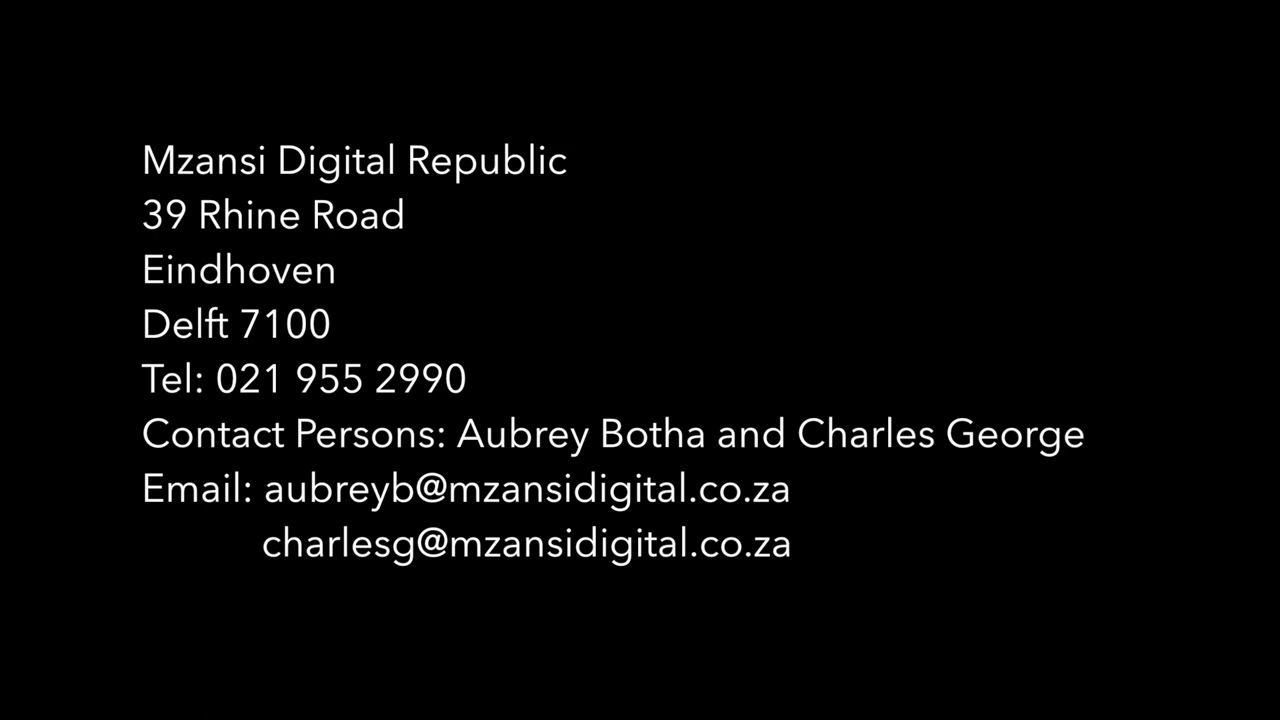 Mzansi Digital Republic
39 Rhine Road
Eindhoven
Delft 7100
Tel: 021 955 2990
Contact Persons: Aubrey Botha and Charles George
Email: aubreyb@mzansidigital.co.za
charlesg@mzansidigital.co.za